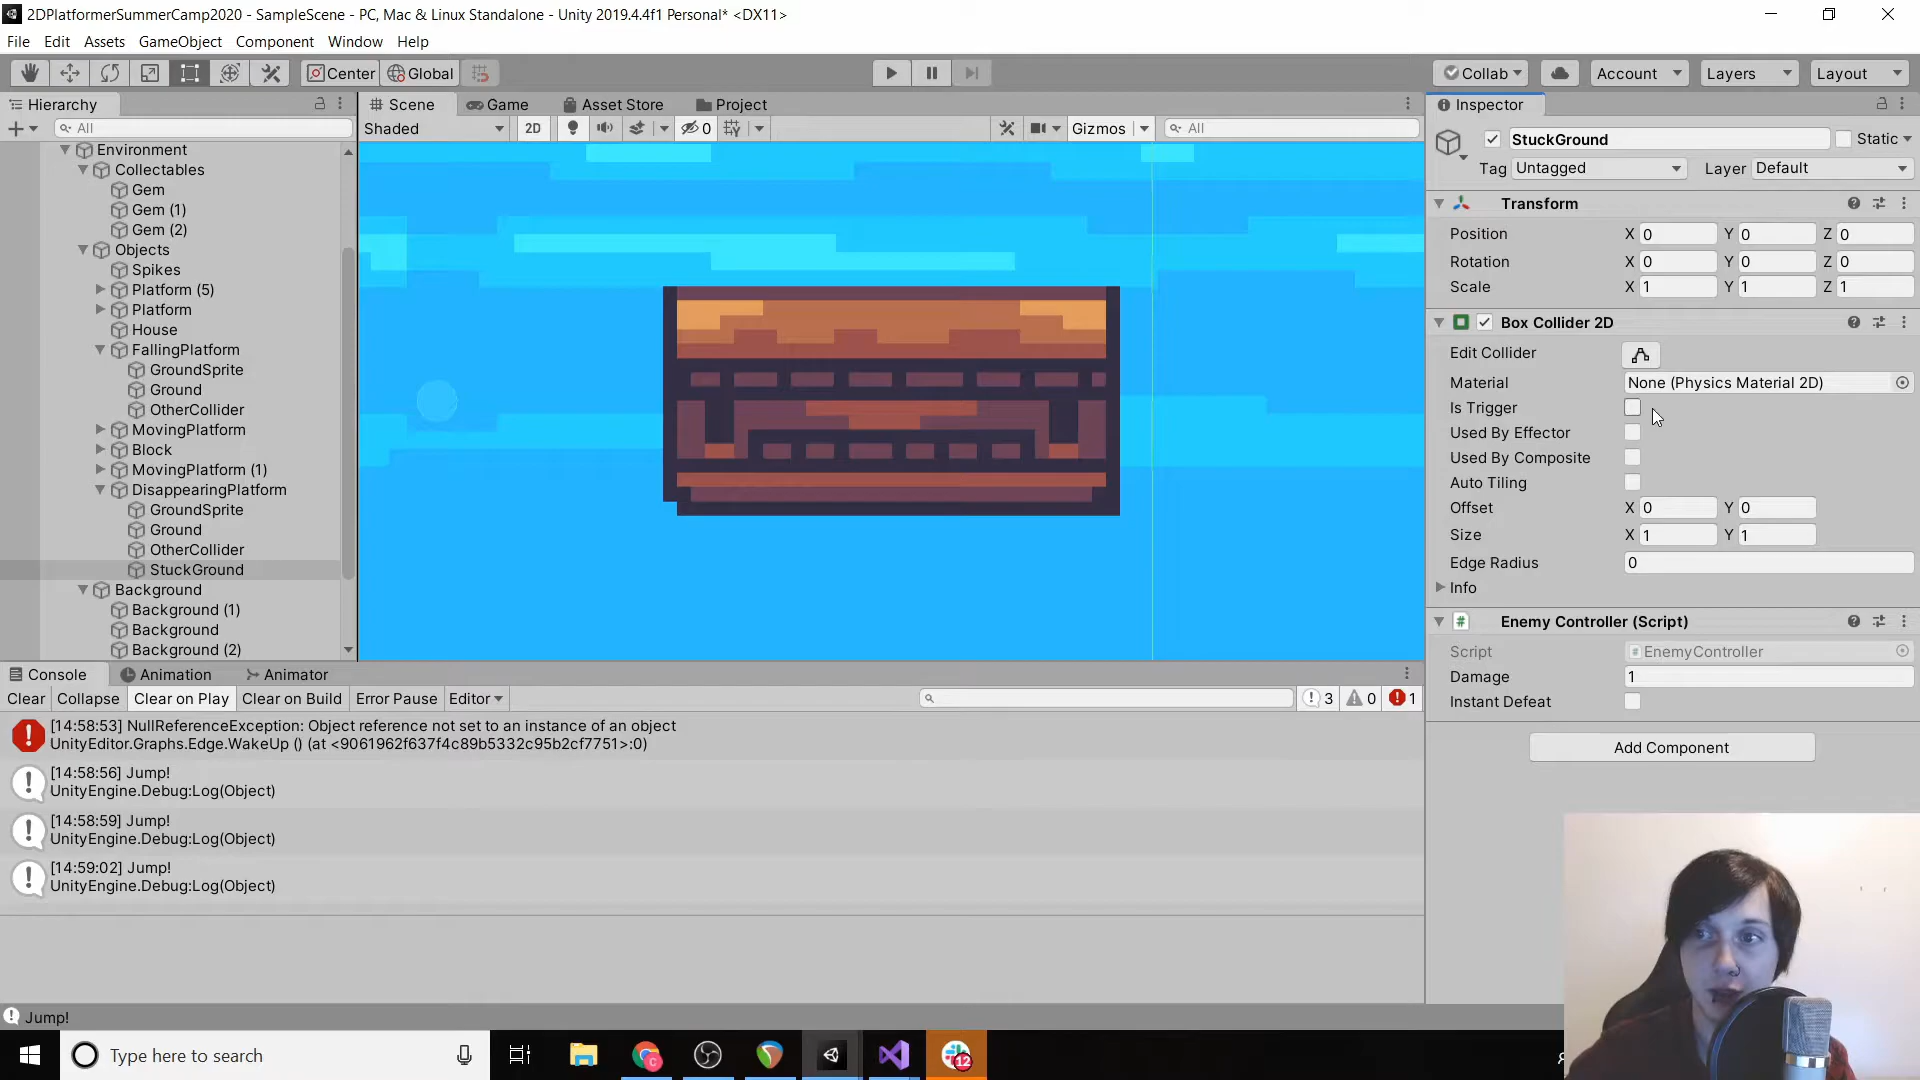 2DPlatformerSummerCamp2020 - SampleScene - PC, Mac & Linux Standalone - Unity 2019.4.4f1 Personal* <DX11>
File Edit Assets GameObject Component Window Help
Center Global Collab Account Layers Layout
Hierarchy
All
Environment
Collectables
Gem
Gem (1)
Gem (2)
Objects
Spikes
Platform (5)
Platform
House
FallingPlatform
GroundSprite
Ground
OtherCollider
MovingPlatform
Block
MovingPlatform (1)
DisappearingPlatform
GroundSprite
Ground
OtherCollider
StuckGround
Background
Background (1)
Background
Background (2)
Scene Game Asset Store Project
Shaded 2D 0 Gizmos All
Inspector
StuckGround Static
Tag Untagged Layer Default
Transform
Position X 0 Y 0 Z 0
Rotation X 0 Y 0 Z 0
Scale X 1 Y 1 Z 1
Box Collider 2D
Edit Collider
Material None (Physics Material 2D)
Is Trigger
Used By Effector
Used By Composite
Auto Tiling
Offset X 0 Y 0
Size X 1 Y 1
Edge Radius 0
Info
Enemy Controller (Script)
Script EnemyController
Damage 1
Instant Defeat
Add Component
Console Animation Animator
Clear Collapse Clear on Play Clear on Build Error Pause Editor 3 0 1
[14:58:53] NullReferenceException: Object reference not set to an instance of an object
UnityEditor.Graphs.Edge.WakeUp () (at <9061962f637f4c89b5332c95b2cf7751>:0)
[14:58:56] Jump!
UnityEngine.Debug:Log(Object)
[14:58:59] Jump!
UnityEngine.Debug:Log(Object)
[14:59:02] Jump!
UnityEngine.Debug:Log(Object)
Jump!
Type here to search
12